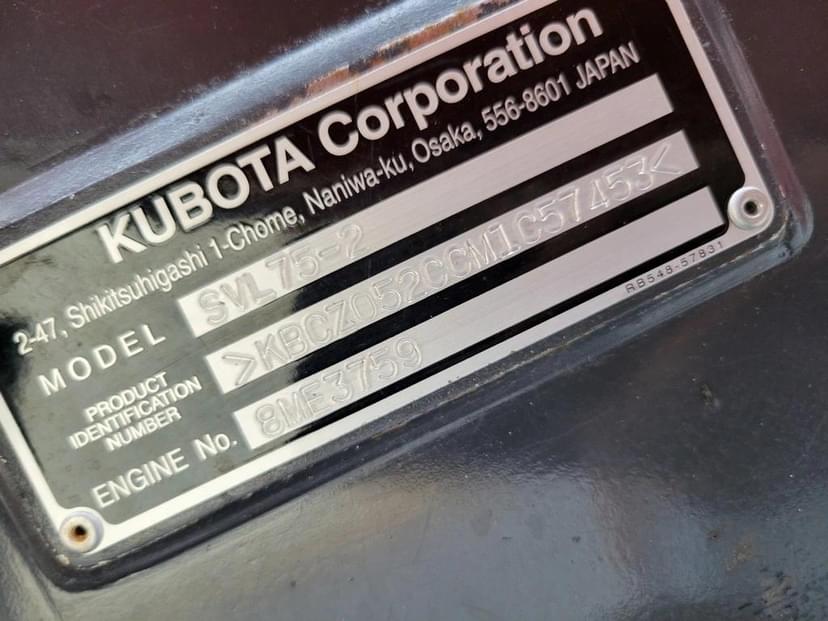 KUBOTA Corporation
2-47, Shikitsuhigashi 1-Chome, Naniwa-ku, Osaka, 556-8601 JAPAN
MODEL SVL75-2
PRODUCT
IDENTIFICATION
NUMBER
>KBCZ052CCM1C57453<
ENGINE No. 8ME3759
RB548-57831